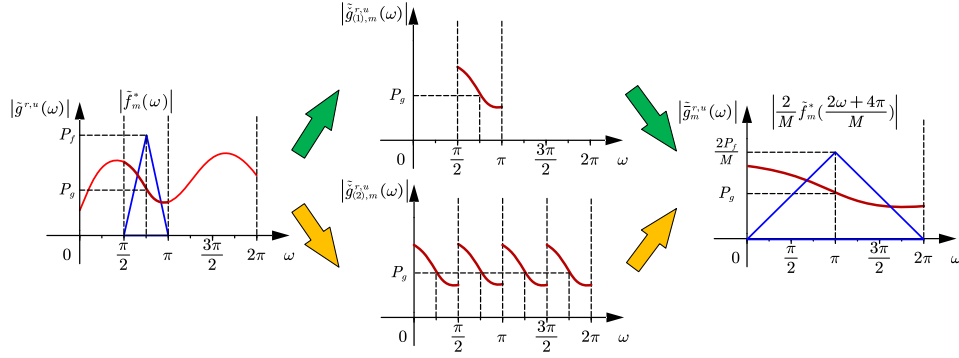 |g̃^{r,u}(ω)| |f̃*_m(ω)|
P_f
P_g
0 π/2 π 3π/2 2π ω
|g̃̆^{r,u}_{(1),m}(ω)|
P_g
0 π/2 π 3π/2 2π ω
|g̃̆^{r,u}_{(2),m}(ω)|
P_g
0 π/2 π 3π/2 2π ω
|g̃̄^{r,u}_m(ω)| |2/M f̃*_m((2ω + 4π)/M)|
2P_f/M
P_g
0 π/2 π 3π/2 2π ω